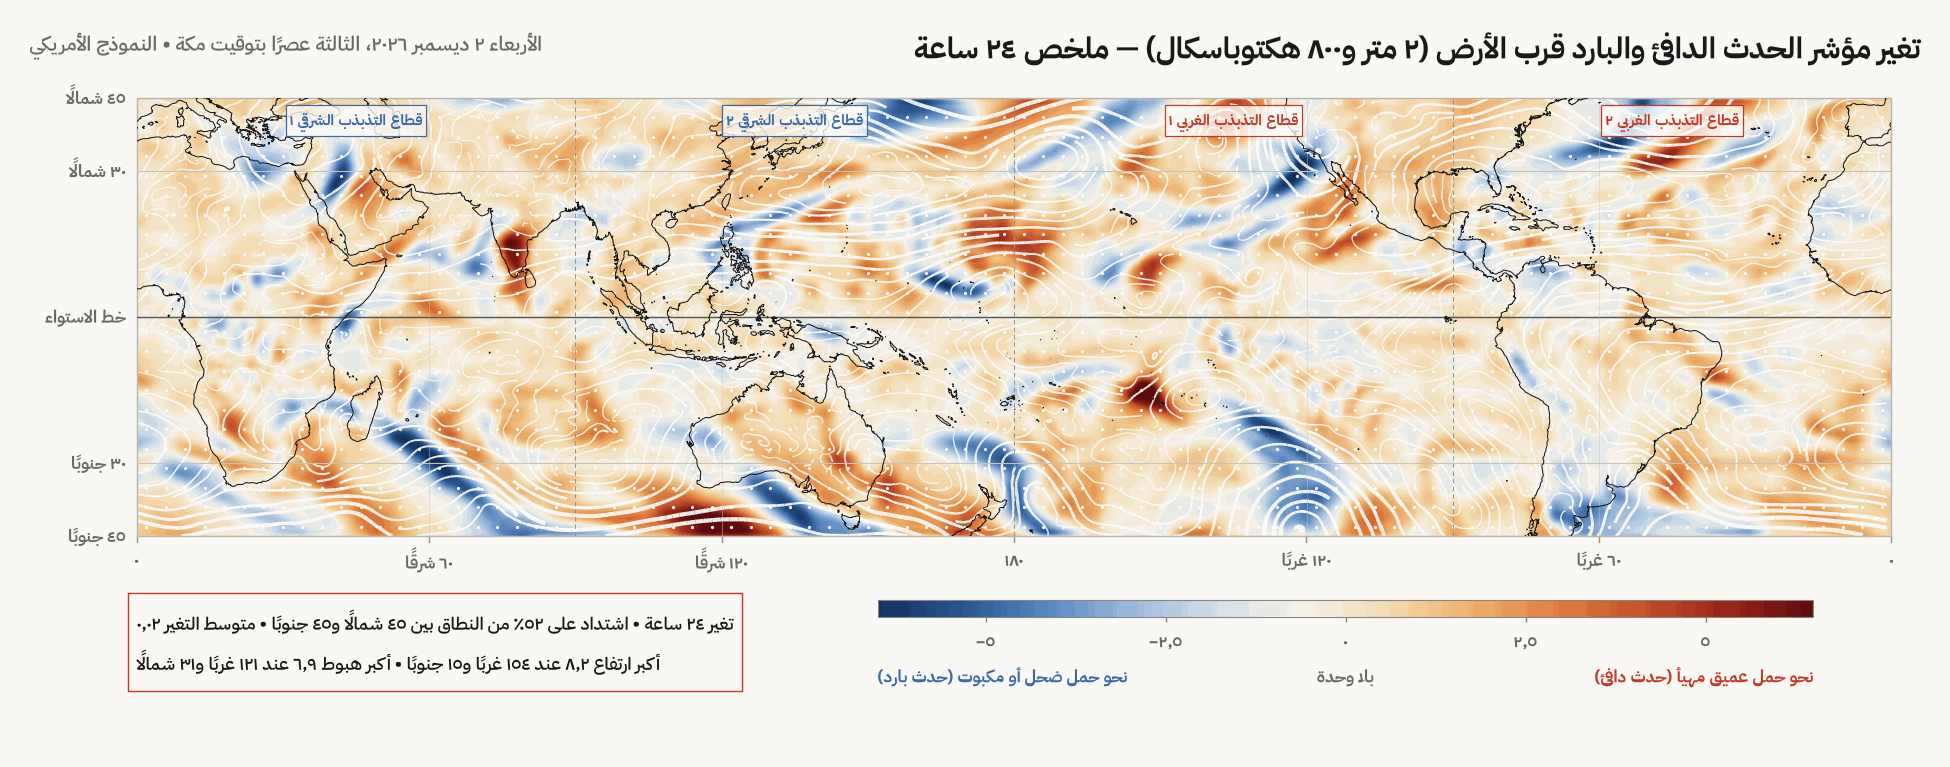 تغير مؤشر الحدث الدافئ والبارد قرب الأرض (٢ متر و٨٠٠ هكتوباسكال) — ملخص ٢٤ ساعة
الأربعاء ٢ ديسمبر ٢٠٢٦، الثالثة عصرًا بتوقيت مكة • النموذج الأمريكي
قطاع التذبذب الشرقي ١
قطاع التذبذب الشرقي ٢
قطاع التذبذب الغربي ١
قطاع التذبذب الغربي ٢
٤٥ شمالًا
٣٠ شمالًا
خط الاستواء
٣٠ جنوبًا
٤٥ جنوبًا
٠
٦٠ شرقًا
١٢٠ شرقًا
١٨٠
١٢٠ غربًا
٦٠ غربًا
٠
تغير ٢٤ ساعة • اشتداد على ٥٢٪ من النطاق بين ٤٥ شمالًا و٤٥ جنوبًا • متوسط التغير ٠,٠٢
أكبر ارتفاع ٨,٢ عند ١٥٤ غربًا و١٥ جنوبًا • أكبر هبوط ٦,٩ عند ١٢١ غربًا و٣١ شمالًا
−٥
−٢,٥
٠
٢,٥
٥
نحو حمل عميق مهيأ (حدث دافئ)
بلا وحدة
نحو حمل ضحل أو مكبوت (حدث بارد)